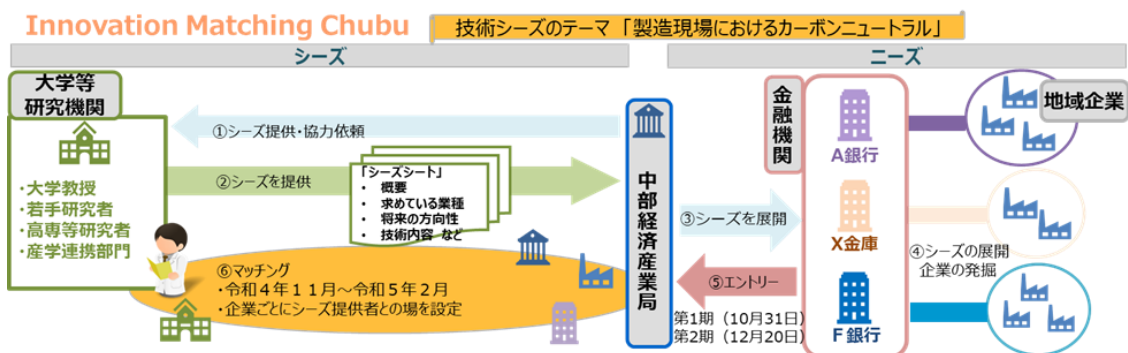 Innovation Matching Chubu
技術シーズのテーマ 「製造現場におけるカーボンニュートラル」
シーズ
ニーズ
大学等
研究機関
・大学教授
・若手研究者
・高専等研究者
・産学連携部門
①シーズ提供・協力依頼
②シーズを提供
「シーズシート」
・ 概要
・ 求めている業種
・ 将来の方向性
・ 技術内容 など
⑥マッチング
・令和4年11月～令和5年2月
・企業ごとにシーズ提供者との場を設定
中部経済産業局
③シーズを展開
⑤エントリー
第1期（10月31日）
第2期（12月20日）
金融機関
A銀行
X金庫
F銀行
④シーズの展開
企業の発掘
地域企業